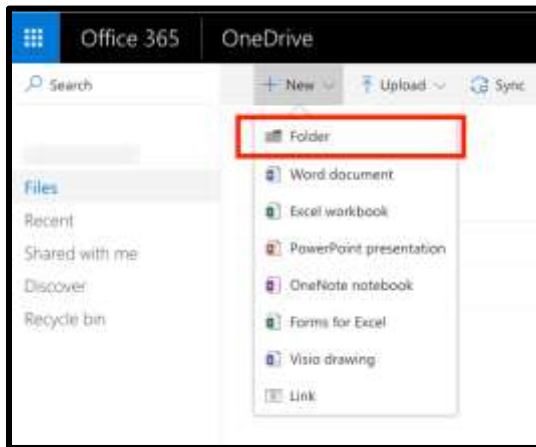 Office 365 OneDrive
Search
New Upload Sync
Folder
Word document
Excel workbook
PowerPoint presentation
OneNote notebook
Forms for Excel
Visio drawing
Link
Files
Recent
Shared with me
Discover
Recycle bin